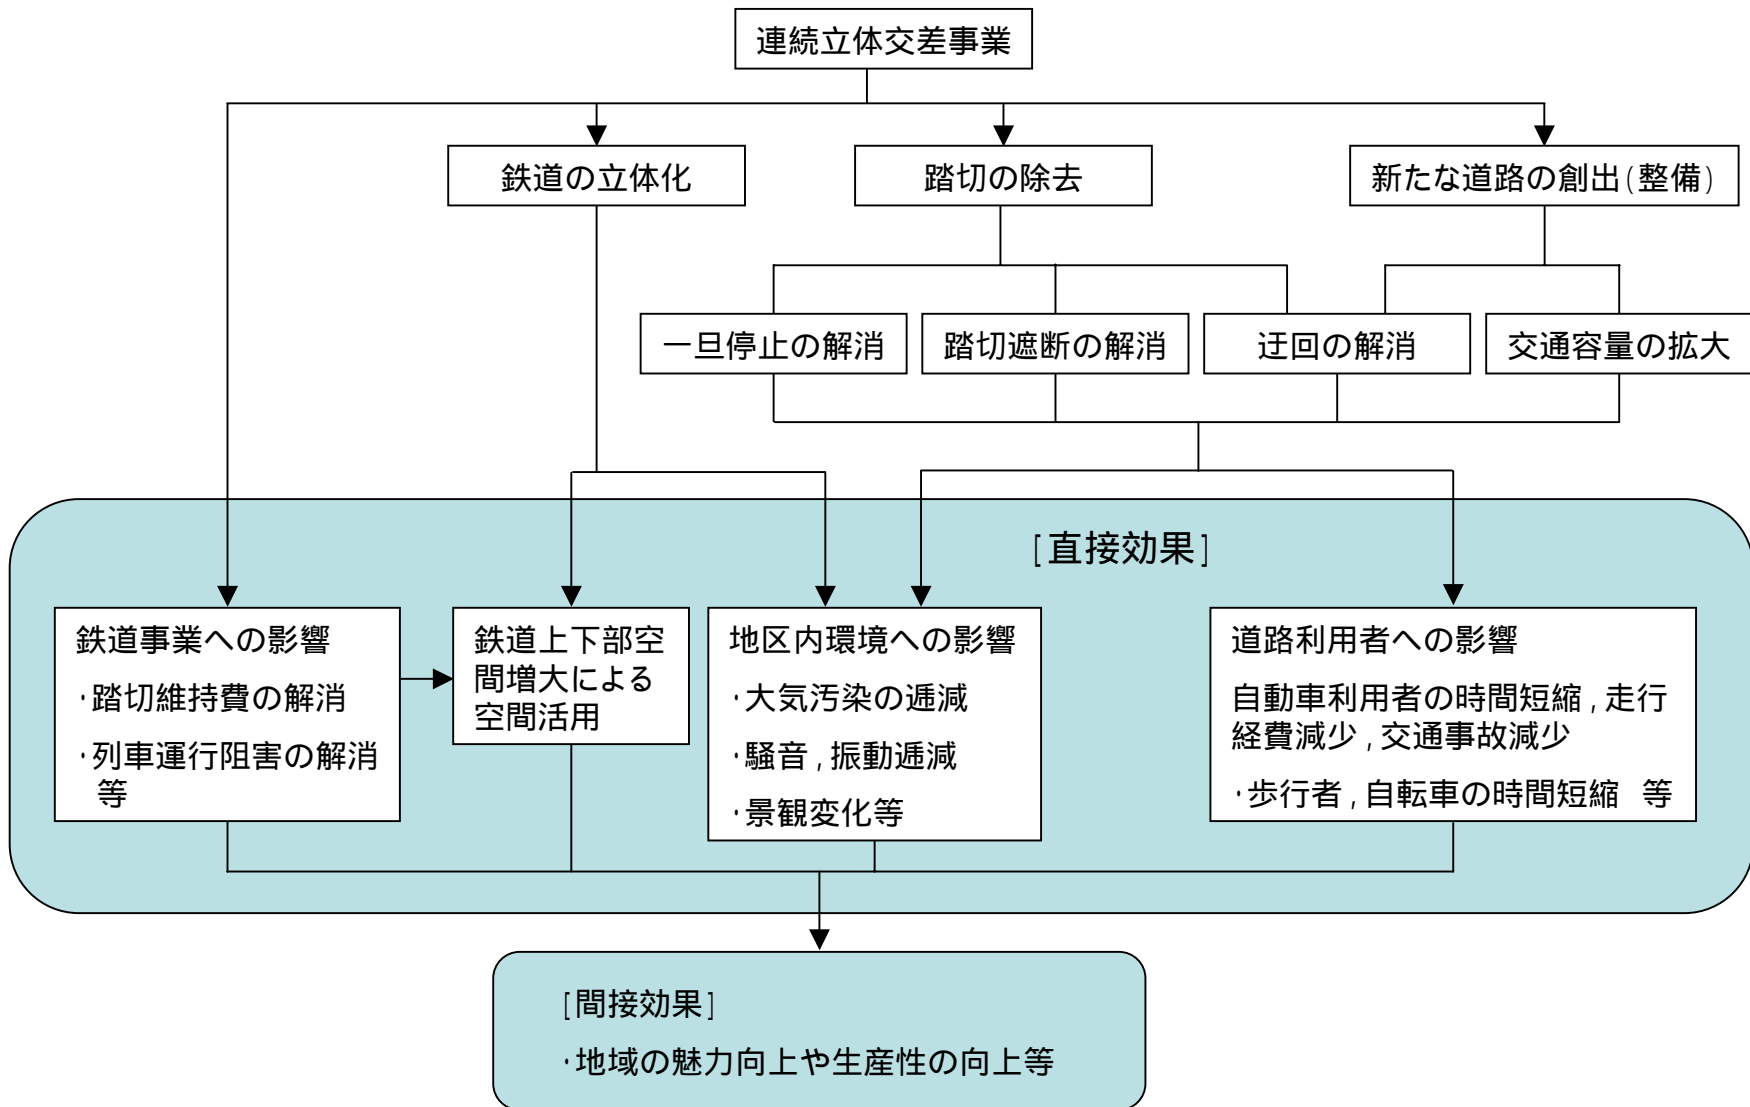 連続立体交差事業
鉄道の立体化
踏切の除去
新たな道路の創出(整備)
一旦停止の解消
踏切遮断の解消
迂回の解消
交通容量の拡大
[直接効果]
鉄道事業への影響
・踏切維持費の解消
・列車運行阻害の解消
等
鉄道上下部空
間増大による
空間活用
地区内環境への影響
・大気汚染の逓減
・騒音,振動逓減
・景観変化等
道路利用者への影響
自動車利用者の時間短縮,走行
経費減少,交通事故減少
・歩行者,自転車の時間短縮 等
[間接効果]
・地域の魅力向上や生産性の向上等